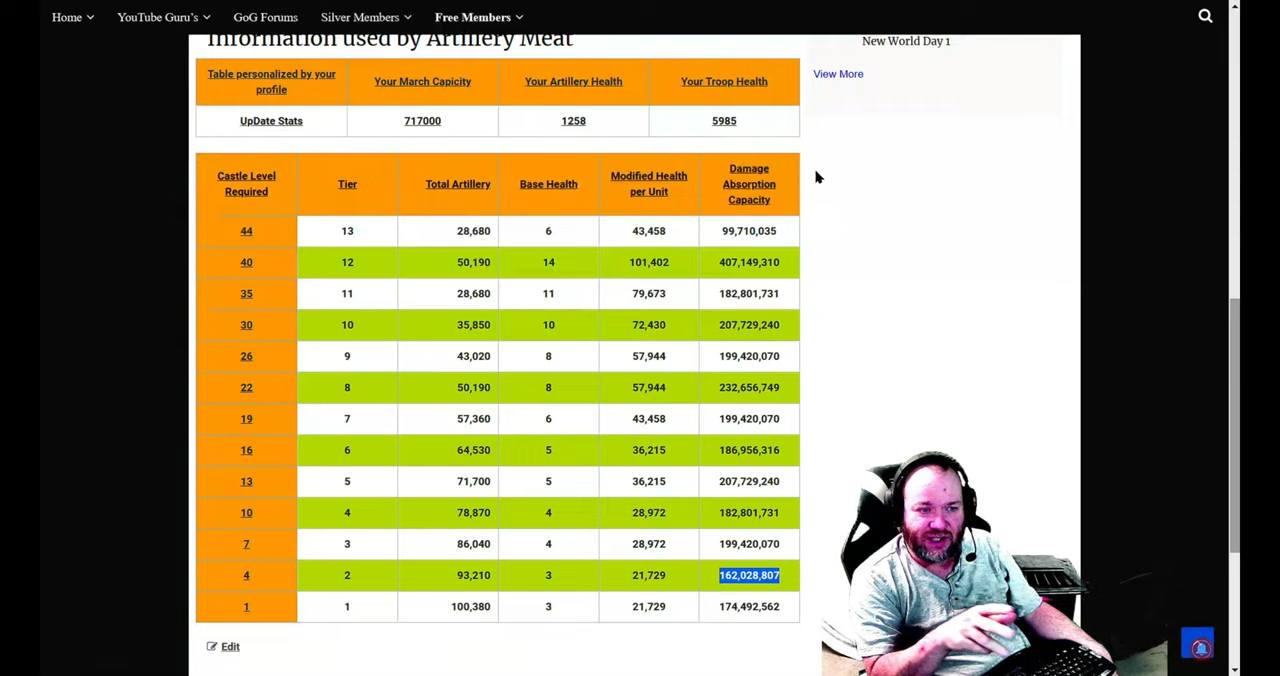 Home YouTube Guru's GoG Forums Silver Members Free Members
Information used by Artillery Meat
New World Day 1
View More
Table personalized by your profile Your March Capicity Your Artillery Health Your Troop Health
UpDate Stats 717000 1258 5985
Castle Level Required Tier Total Artillery Base Health Modified Health per Unit Damage Absorption Capacity
44 13 28,680 6 43,458 99,710,035
40 12 50,190 14 101,402 407,149,310
35 11 28,680 11 79,673 182,801,731
30 10 35,850 10 72,430 207,729,240
26 9 43,020 8 57,944 199,420,070
22 8 50,190 8 57,944 232,656,749
19 7 57,360 6 43,458 199,420,070
16 6 64,530 5 36,215 186,956,316
13 5 71,700 5 36,215 207,729,240
10 4 78,870 4 28,972 182,801,731
7 3 86,040 4 28,972 199,420,070
4 2 93,210 3 21,729 162,028,807
1 1 100,380 3 21,729 174,492,562
Edit